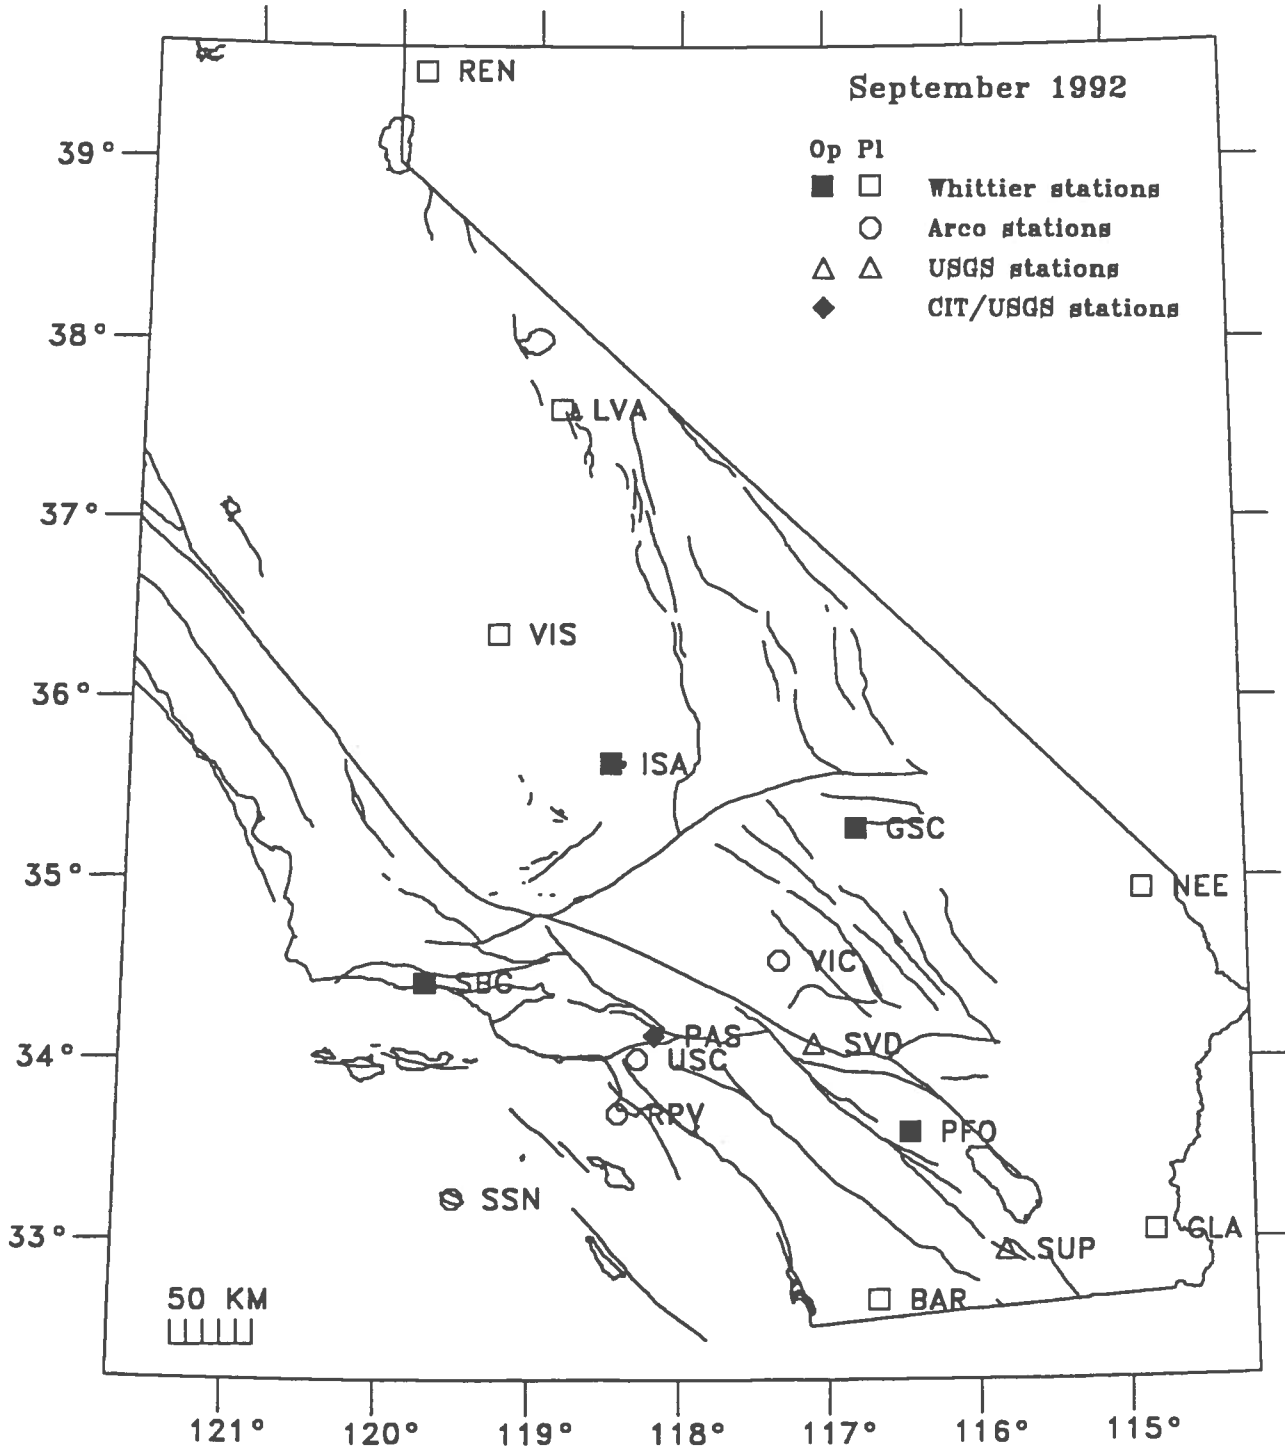 REN
September 1992
Op Pl
39°
Whittier stations
Arco stations
USGS stations
CIT/USGS stations
38°
LVA
37°
VIS
36°
ISA
GSC
35°
NEE
VIC
SBC
PAS
SVD
34°
USC
RPV
PFO
SSN
33°
GLA
SUP
50 KM
BAR
121° 120° 119° 118° 117° 116° 115°